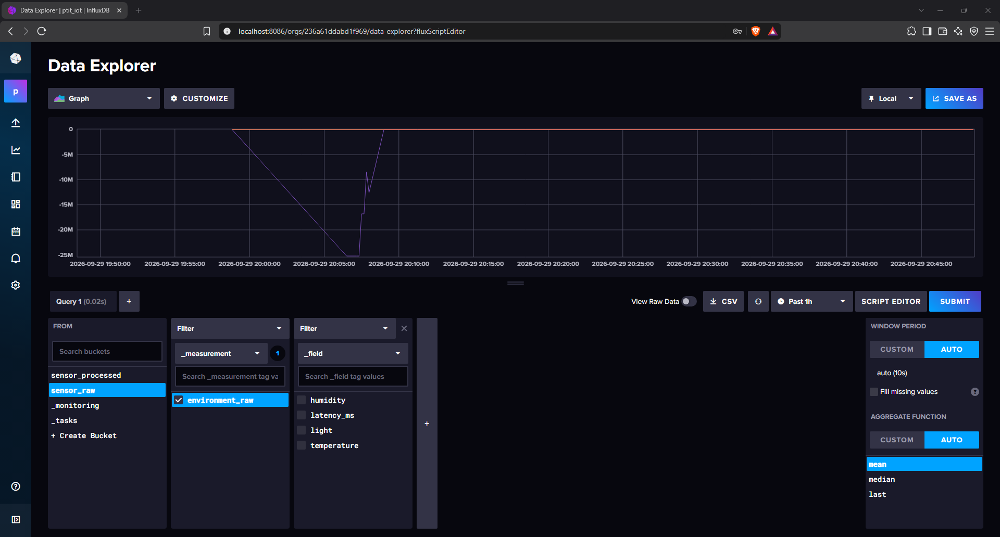 Data Explorer | ptit_iot | InfluxDB
localhost:8086/orgs/236a61ddabd1f969/data-explorer?fluxScriptEditor
p
Data Explorer
Graph
CUSTOMIZE
Local
SAVE AS
0
-5M
-10M
-15M
-20M
-25M
2026-09-29 19:50:00
2026-09-29 19:55:00
2026-09-29 20:00:00
2026-09-29 20:05:00
2026-09-29 20:10:00
2026-09-29 20:15:00
2026-09-29 20:20:00
2026-09-29 20:25:00
2026-09-29 20:30:00
2026-09-29 20:35:00
2026-09-29 20:40:00
2026-09-29 20:45:00
Query 1 (0.02s)
+
View Raw Data
CSV
Past 1h
SCRIPT EDITOR
SUBMIT
FROM
Search buckets
sensor_processed
sensor_raw
_monitoring
_tasks
+ Create Bucket
Filter
_measurement
1
Search _measurement tag va
environment_raw
Filter
_field
Search _field tag values
humidity
latency_ms
light
temperature
+
WINDOW PERIOD
CUSTOM
AUTO
auto (10s)
Fill missing values
?
AGGREGATE FUNCTION
CUSTOM
AUTO
mean
median
last